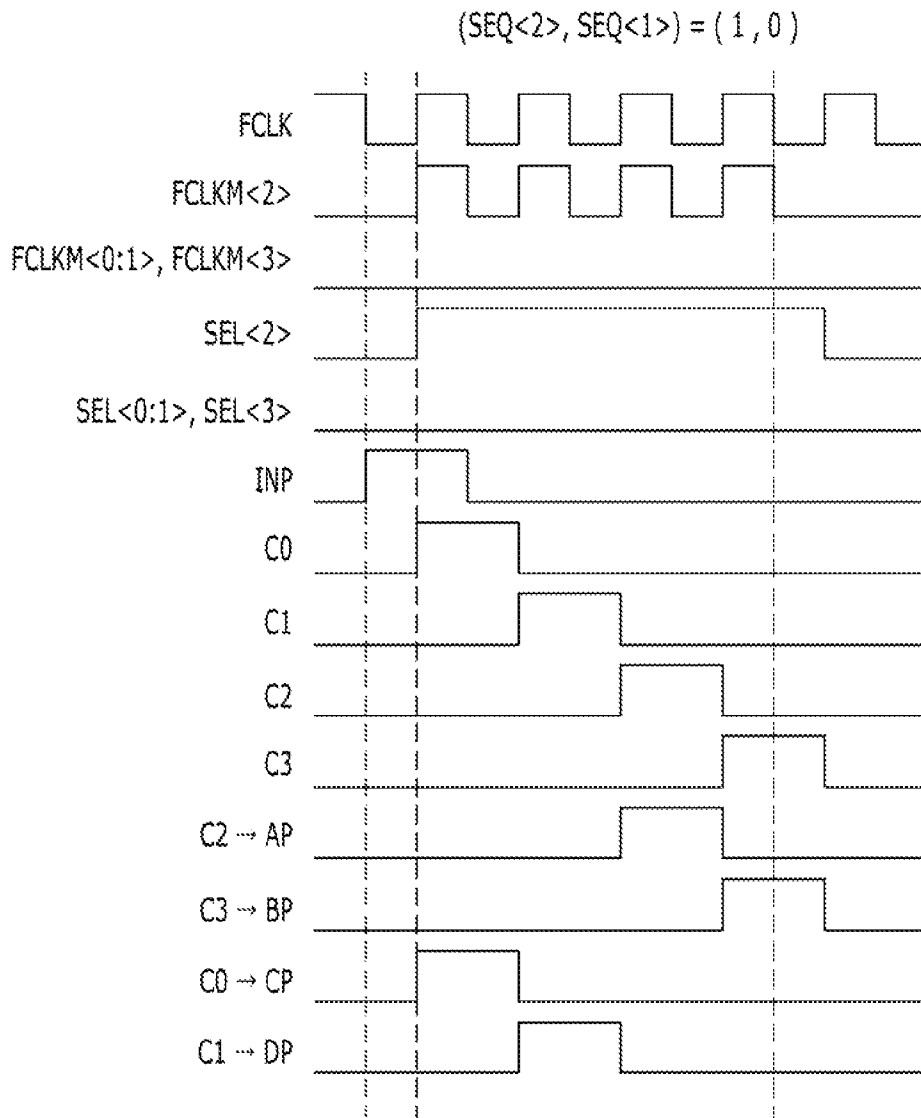 (SEQ<2>, SEQ<1>) = ( 1 , 0 )
FCLK
FCLKM<2>
FCLKM<0:1>, FCLKM<3>
SEL<2>
SEL<0:1>, SEL<3>
INP
C0
C1
C2
C3
C2 → AP
C3 → BP
C0 → CP
C1 → DP